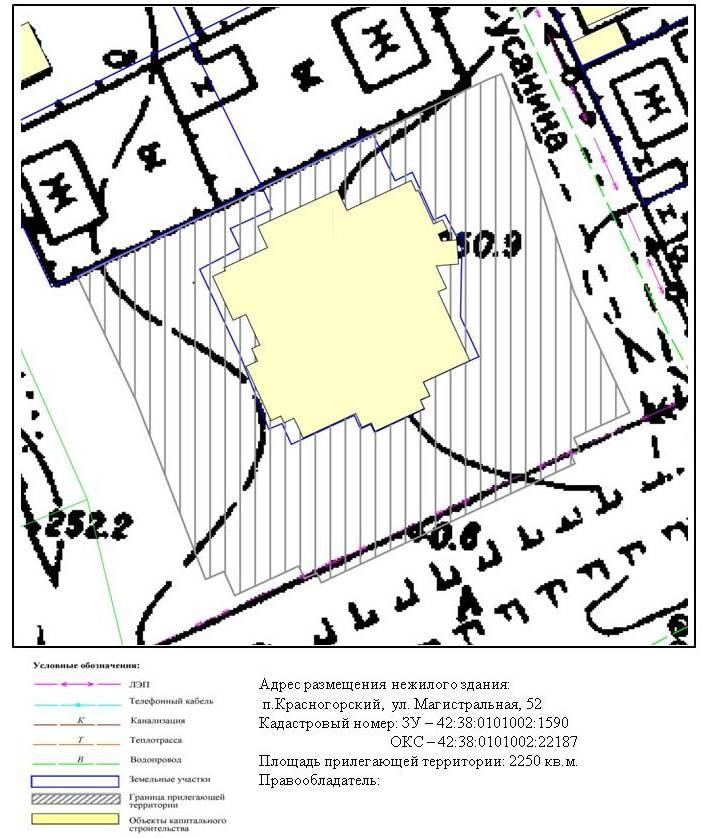 Ж
z
Ж
Сусанина
Ж
z
50.9
252.2
0.6
Условные обозначения:
ЛЭП
Телефонный кабель
К
Канализация
Т
Теплотрасса
В
Водопровод
Земельные участки
Граница прилегающей
территории
Объекты капитального
строительства
Адрес размещения нежилого здания:
п.Красногорский, ул. Магистральная, 52
Кадастровый номер: ЗУ – 42:38:0101002:1590
ОКС – 42:38:0101002:22187
Площадь прилегающей территории: 2250 кв.м.
Правообладатель: